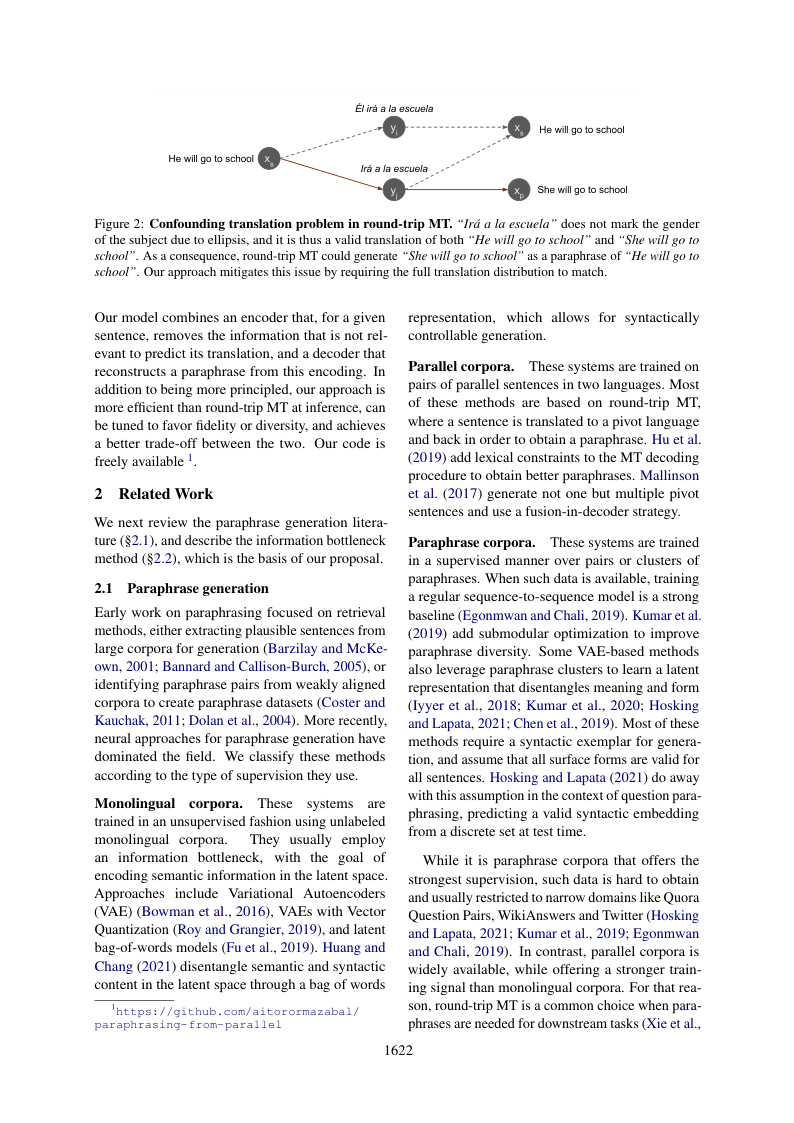 Él irá a la escuela
y_i
x_s
He will go to school
He will go to school
x_s
Irá a la escuela
y_j
x_p
She will go to school
Figure 2: Confounding translation problem in round-trip MT. “Irá a la escuela” does not mark the gender
of the subject due to ellipsis, and it is thus a valid translation of both “He will go to school” and “She will go to
school”. As a consequence, round-trip MT could generate “She will go to school” as a paraphrase of “He will go to
school”. Our approach mitigates this issue by requiring the full translation distribution to match.
Our model combines an encoder that, for a given
sentence, removes the information that is not rel-
evant to predict its translation, and a decoder that
reconstructs a paraphrase from this encoding. In
addition to being more principled, our approach is
more efficient than round-trip MT at inference, can
be tuned to favor fidelity or diversity, and achieves
a better trade-off between the two. Our code is
freely available 1.
2 Related Work
We next review the paraphrase generation litera-
ture (§2.1), and describe the information bottleneck
method (§2.2), which is the basis of our proposal.
2.1 Paraphrase generation
Early work on paraphrasing focused on retrieval
methods, either extracting plausible sentences from
large corpora for generation (Barzilay and McKe-
own, 2001; Bannard and Callison-Burch, 2005), or
identifying paraphrase pairs from weakly aligned
corpora to create paraphrase datasets (Coster and
Kauchak, 2011; Dolan et al., 2004). More recently,
neural approaches for paraphrase generation have
dominated the field. We classify these methods
according to the type of supervision they use.
Monolingual corpora. These systems are
trained in an unsupervised fashion using unlabeled
monolingual corpora. They usually employ
an information bottleneck, with the goal of
encoding semantic information in the latent space.
Approaches include Variational Autoencoders
(VAE) (Bowman et al., 2016), VAEs with Vector
Quantization (Roy and Grangier, 2019), and latent
bag-of-words models (Fu et al., 2019). Huang and
Chang (2021) disentangle semantic and syntactic
content in the latent space through a bag of words
1https://github.com/aitorormazabal/
paraphrasing-from-parallel
representation, which allows for syntactically
controllable generation.
Parallel corpora. These systems are trained on
pairs of parallel sentences in two languages. Most
of these methods are based on round-trip MT,
where a sentence is translated to a pivot language
and back in order to obtain a paraphrase. Hu et al.
(2019) add lexical constraints to the MT decoding
procedure to obtain better paraphrases. Mallinson
et al. (2017) generate not one but multiple pivot
sentences and use a fusion-in-decoder strategy.
Paraphrase corpora. These systems are trained
in a supervised manner over pairs or clusters of
paraphrases. When such data is available, training
a regular sequence-to-sequence model is a strong
baseline (Egonmwan and Chali, 2019). Kumar et al.
(2019) add submodular optimization to improve
paraphrase diversity. Some VAE-based methods
also leverage paraphrase clusters to learn a latent
representation that disentangles meaning and form
(Iyyer et al., 2018; Kumar et al., 2020; Hosking
and Lapata, 2021; Chen et al., 2019). Most of these
methods require a syntactic exemplar for genera-
tion, and assume that all surface forms are valid for
all sentences. Hosking and Lapata (2021) do away
with this assumption in the context of question para-
phrasing, predicting a valid syntactic embedding
from a discrete set at test time.
While it is paraphrase corpora that offers the
strongest supervision, such data is hard to obtain
and usually restricted to narrow domains like Quora
Question Pairs, WikiAnswers and Twitter (Hosking
and Lapata, 2021; Kumar et al., 2019; Egonmwan
and Chali, 2019). In contrast, parallel corpora is
widely available, while offering a stronger train-
ing signal than monolingual corpora. For that rea-
son, round-trip MT is a common choice when para-
phrases are needed for downstream tasks (Xie et al.,
1622